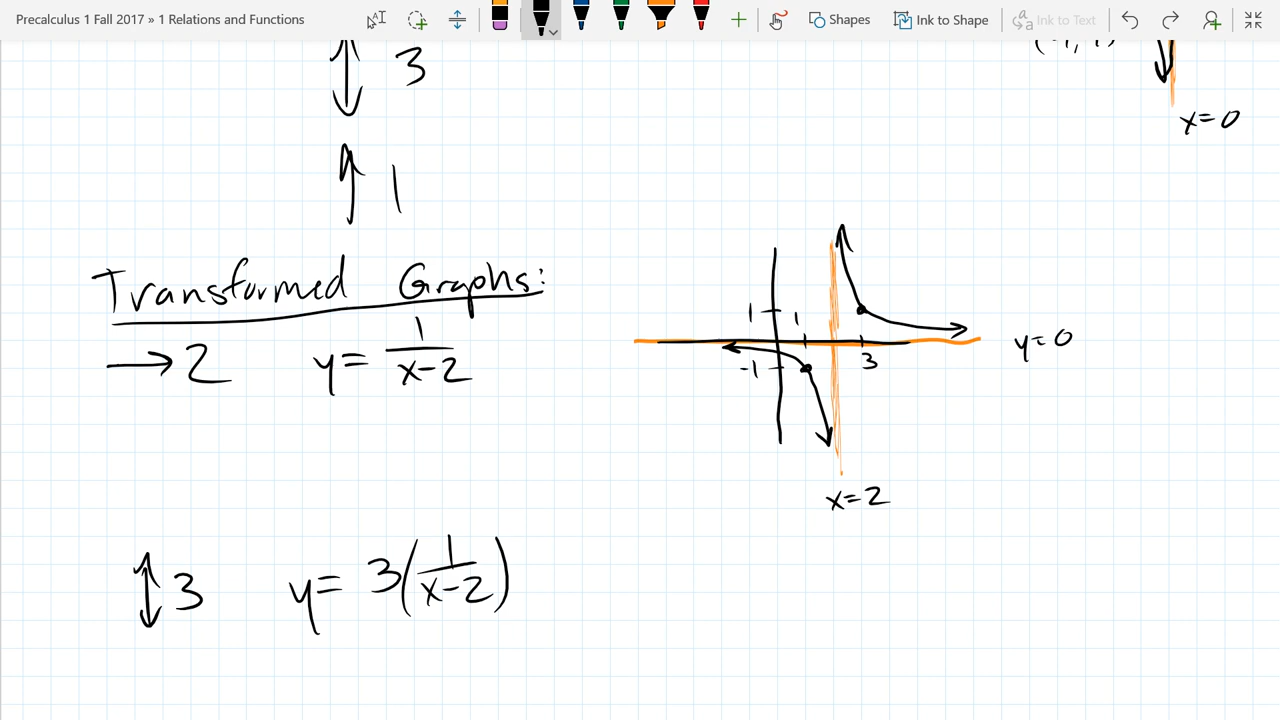 Precalculus 1 Fall 2017 » 1 Relations and Functions
Shapes
Ink to Shape
Ink to Text
3
x=0
1
Transformed Graphs:
→ 2 y = 1/(x-2)
1 1
-1 3
y=0
x=2
↕ 3 y = 3(1/(x-2))